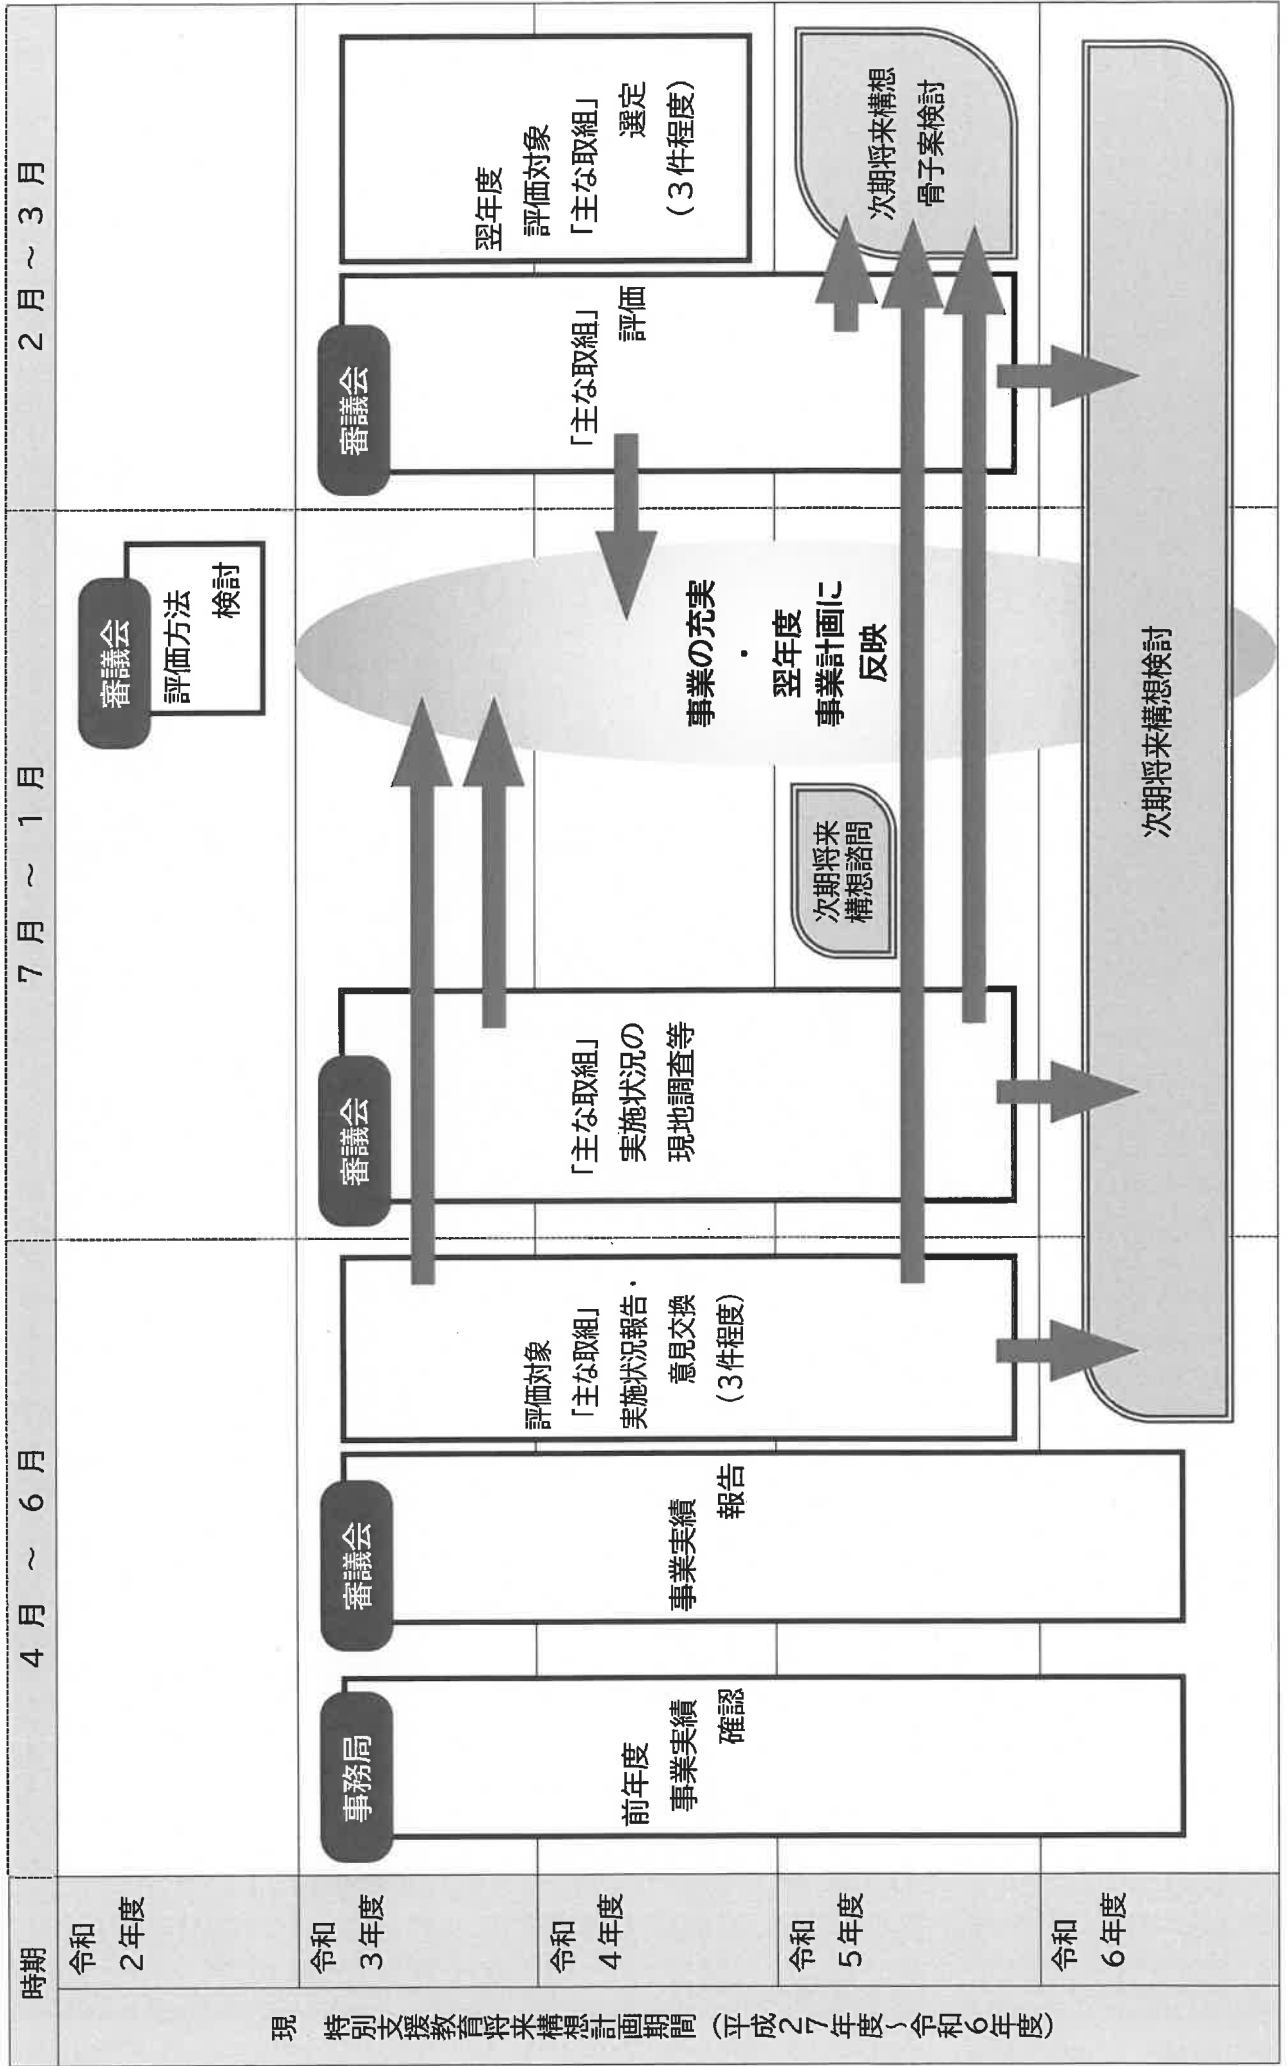 時期
4月 ～ 6月
7月 ～ 1月
2月 ～ 3月
現 特別支援教育将来構想計画期間（平成27年度～令和6年度）
令和
2年度
審議会
評価方法
検討
令和
3年度
令和
4年度
令和
5年度
令和
6年度
事務局
前年度
事業実績
確認
審議会
事業実績
報告
評価対象
「主な取組」
実施状況報告・
意見交換
（3件程度）
審議会
「主な取組」
実施状況の
現地調査等
次期将来
構想諮問
事業の充実
・
翌年度
事業計画に
反映
審議会
「主な取組」
評価
翌年度
評価対象
「主な取組」
選定
（3件程度）
次期将来構想
骨子案検討
次期将来構想検討